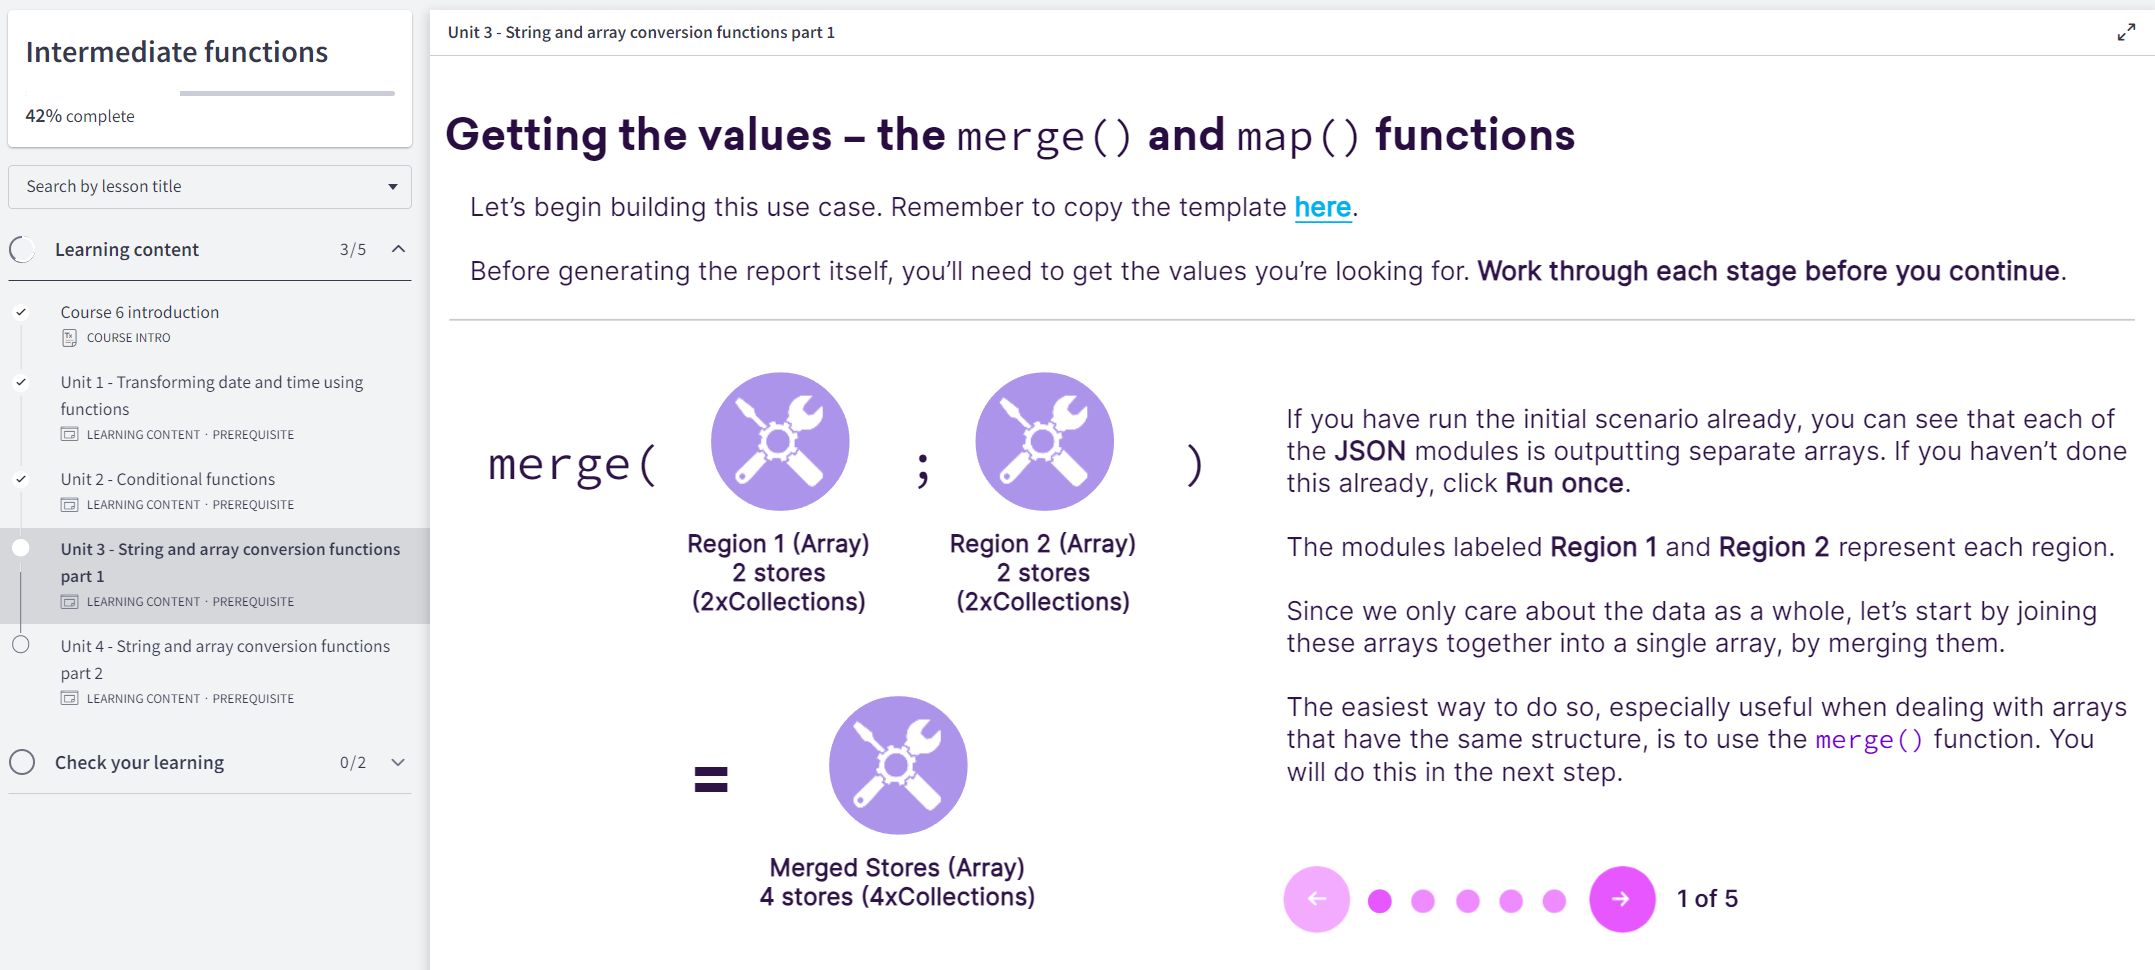 Intermediate functions
42% complete
Search by lesson title
Learning content 3/5
Course 6 introduction
COURSE INTRO
Unit 1 - Transforming date and time using
functions
LEARNING CONTENT · PREREQUISITE
Unit 2 - Conditional functions
LEARNING CONTENT · PREREQUISITE
Unit 3 - String and array conversion functions
part 1
LEARNING CONTENT · PREREQUISITE
Unit 4 - String and array conversion functions
part 2
LEARNING CONTENT · PREREQUISITE
Check your learning 0/2
Unit 3 - String and array conversion functions part 1
Getting the values – the merge() and map() functions
Let’s begin building this use case. Remember to copy the template here.
Before generating the report itself, you’ll need to get the values you’re looking for. Work through each stage before you continue.
merge( ; )
Region 1 (Array)
2 stores
(2xCollections)
Region 2 (Array)
2 stores
(2xCollections)
=
Merged Stores (Array)
4 stores (4xCollections)
If you have run the initial scenario already, you can see that each of
the JSON modules is outputting separate arrays. If you haven’t done
this already, click Run once.
The modules labeled Region 1 and Region 2 represent each region.
Since we only care about the data as a whole, let’s start by joining
these arrays together into a single array, by merging them.
The easiest way to do so, especially useful when dealing with arrays
that have the same structure, is to use the merge() function. You
will do this in the next step.
1 of 5